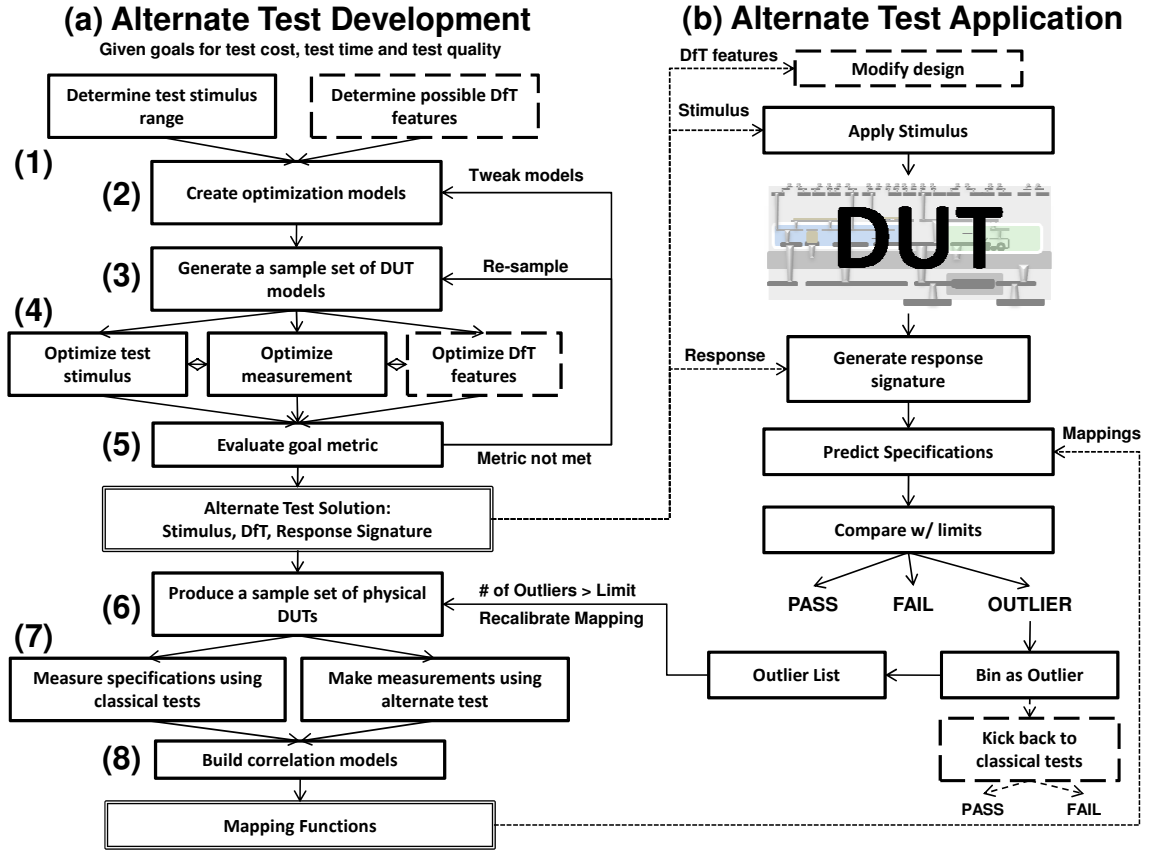 (a) Alternate Test Development
Given goals for test cost, test time and test quality
Determine test stimulus
range
Determine possible DfT
features
(1)
(2)
Create optimization models
Tweak models
(3)
Generate a sample set of DUT
models
Re-sample
(4)
Optimize test
stimulus
Optimize
measurement
Optimize DfT
features
(5)
Evaluate goal metric
Metric not met
Alternate Test Solution:
Stimulus, DfT, Response Signature
(6)
Produce a sample set of physical
DUTs
# of Outliers > Limit
Recalibrate Mapping
(7)
Measure specifications using
classical tests
Make measurements using
alternate test
(8)
Build correlation models
Mapping Functions
(b) Alternate Test Application
DfT features
Modify design
Stimulus
Apply Stimulus
DUT
Response
Generate response
signature
Mappings
Predict Specifications
Compare w/ limits
PASS
FAIL
OUTLIER
Outlier List
Bin as Outlier
Kick back to
classical tests
PASS
FAIL